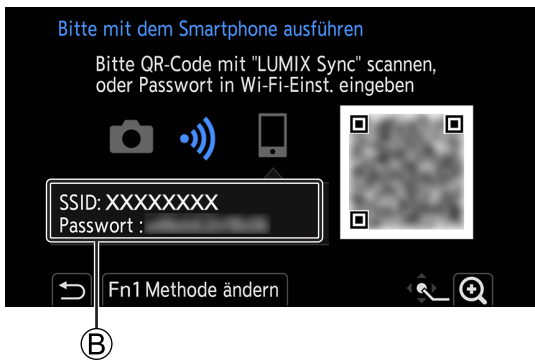 Bitte mit dem Smartphone ausführen
Bitte QR-Code mit "LUMIX Sync" scannen,
oder Passwort in Wi-Fi-Einst. eingeben
SSID: XXXXXXXX
Passwort :
Fn1 Methode ändern
B